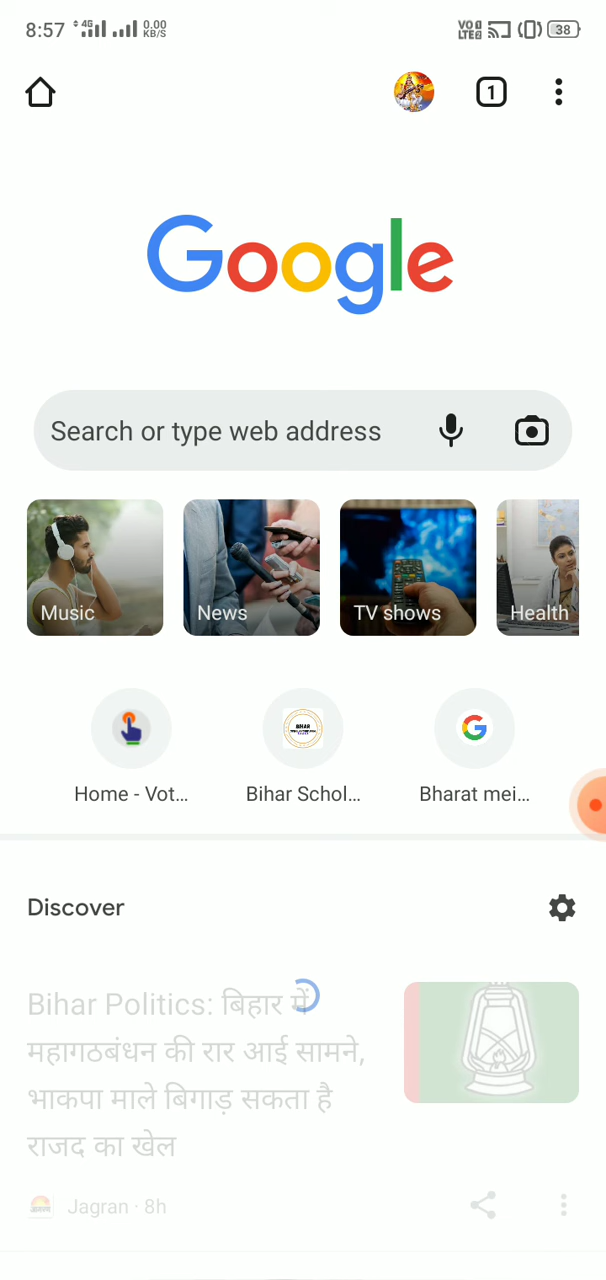 8:57 4G 0.00 KB/S VO LTE 38
1
Google
Search or type web address
Music News TV shows Health
Home - Vot... Bihar Schol... Bharat mei...
Discover
Bihar Politics: बिहार में
महागठबंधन की रार आई सामने,
भाकपा माले बिगाड़ सकता है
राजद का खेल
Jagran · 8h